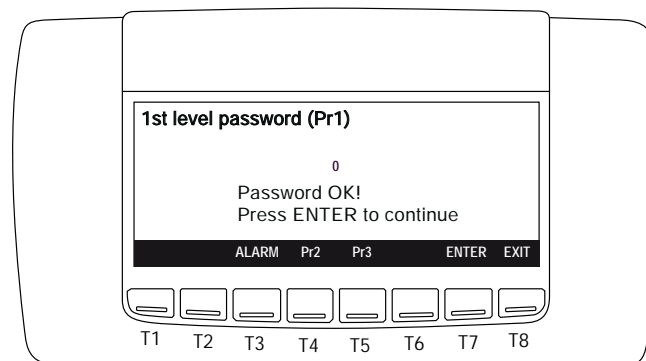 1st level password (Pr1)
0
Password OK!
Press ENTER to continue
ALARM Pr2 Pr3 ENTER EXIT
T1 T2 T3 T4 T5 T6 T7 T8